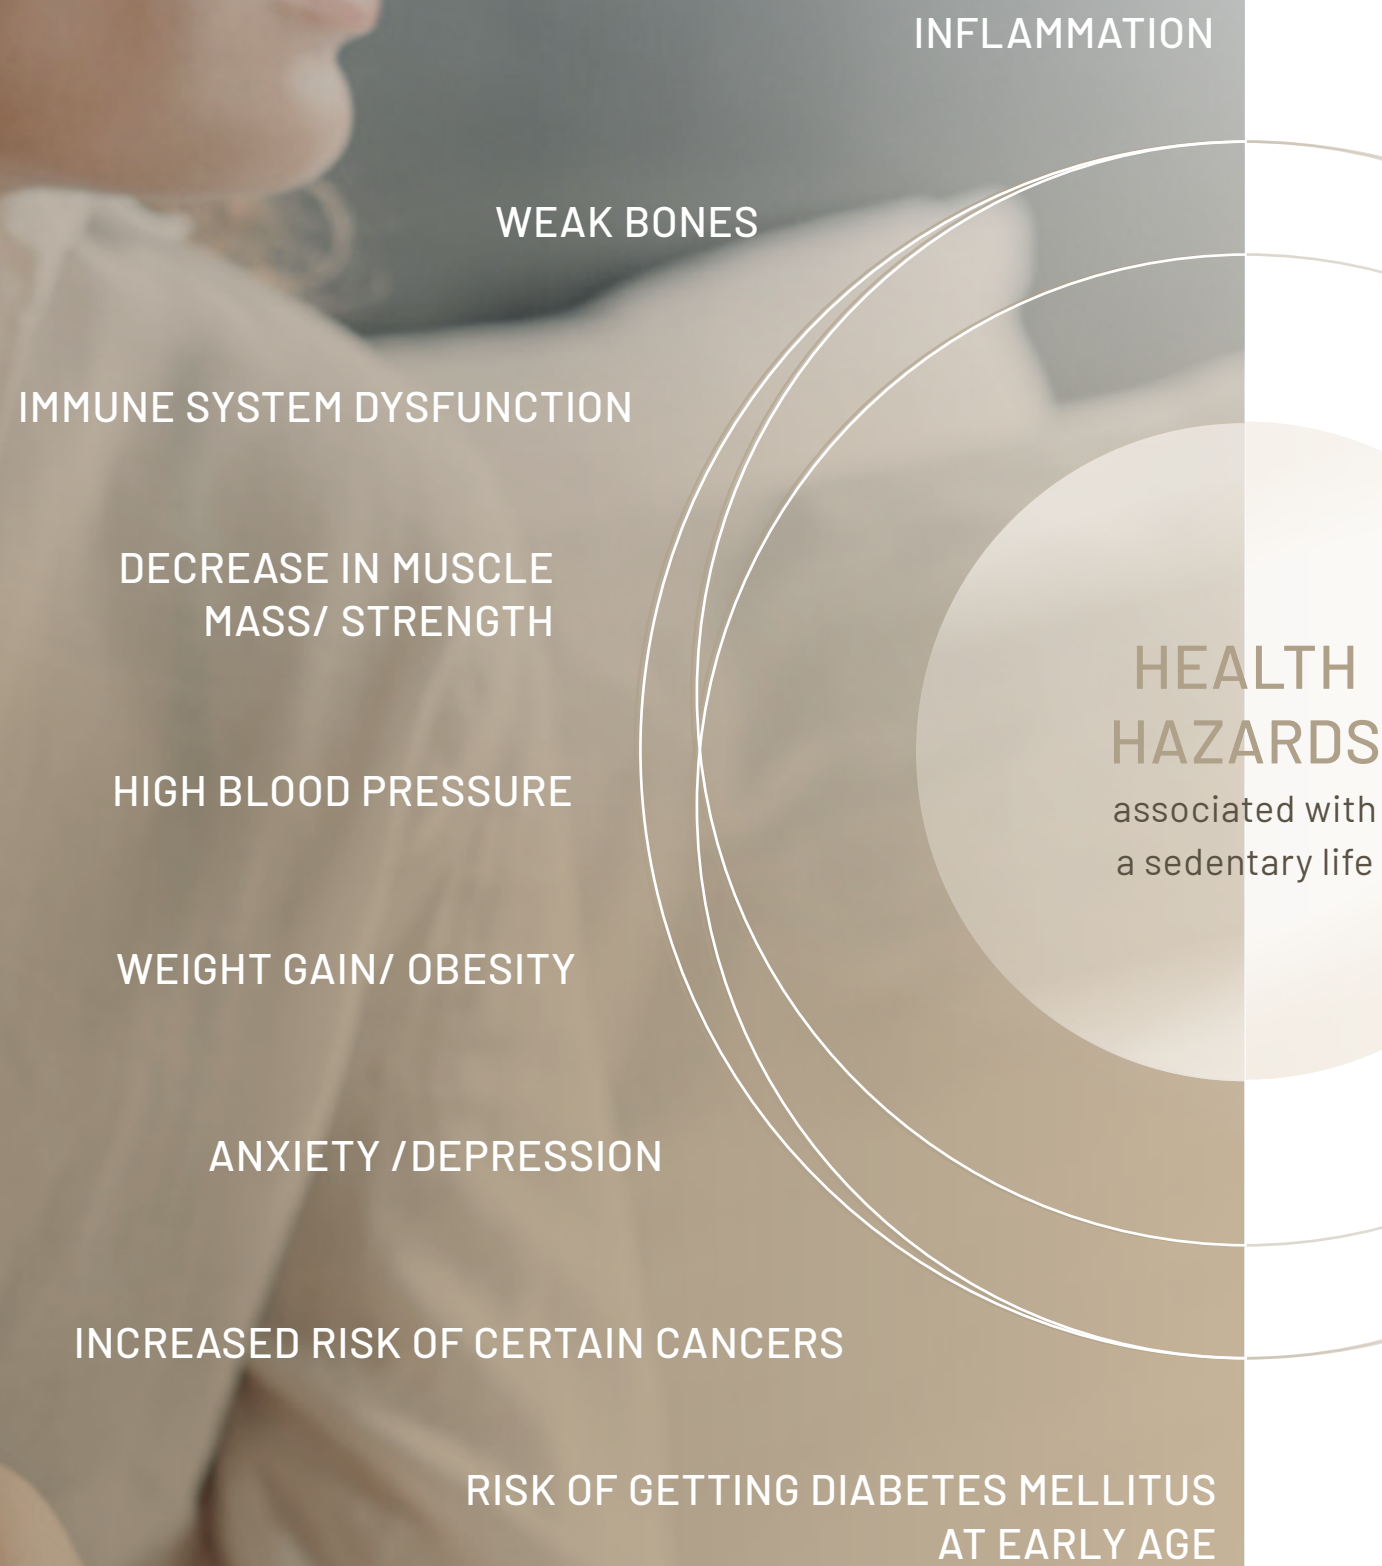 INFLAMMATION
WEAK BONES
IMMUNE SYSTEM DYSFUNCTION
DECREASE IN MUSCLE
MASS/ STRENGTH
HEALTH
HAZARDS
associated with
a sedentary life
HIGH BLOOD PRESSURE
WEIGHT GAIN/ OBESITY
ANXIETY /DEPRESSION
INCREASED RISK OF CERTAIN CANCERS
RISK OF GETTING DIABETES MELLITUS
AT EARLY AGE